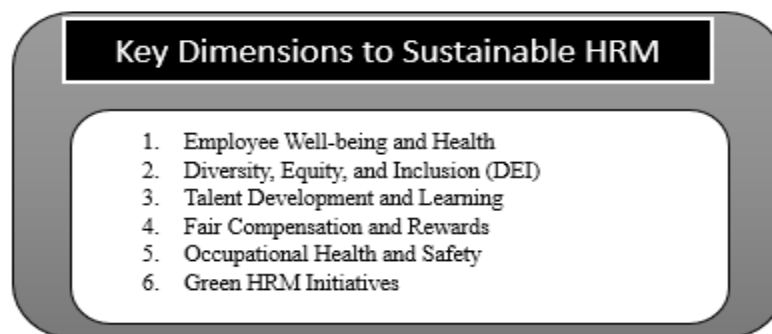 Key Dimensions to Sustainable HRM
1. Employee Well-being and Health
2. Diversity, Equity, and Inclusion (DEI)
3. Talent Development and Learning
4. Fair Compensation and Rewards
5. Occupational Health and Safety
6. Green HRM Initiatives